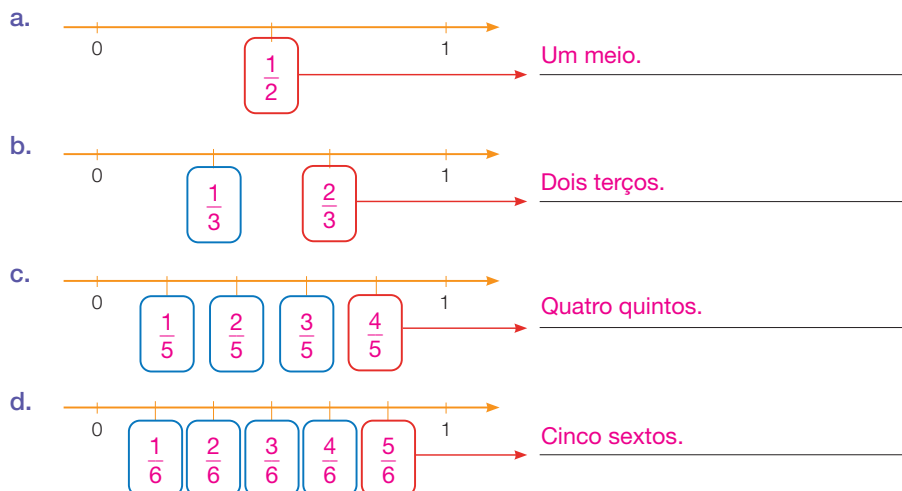 a.
0 1
1/2
Um meio.
b.
0 1
1/3 2/3
Dois terços.
c.
0 1
1/5 2/5 3/5 4/5
Quatro quintos.
d.
0 1
1/6 2/6 3/6 4/6 5/6
Cinco sextos.